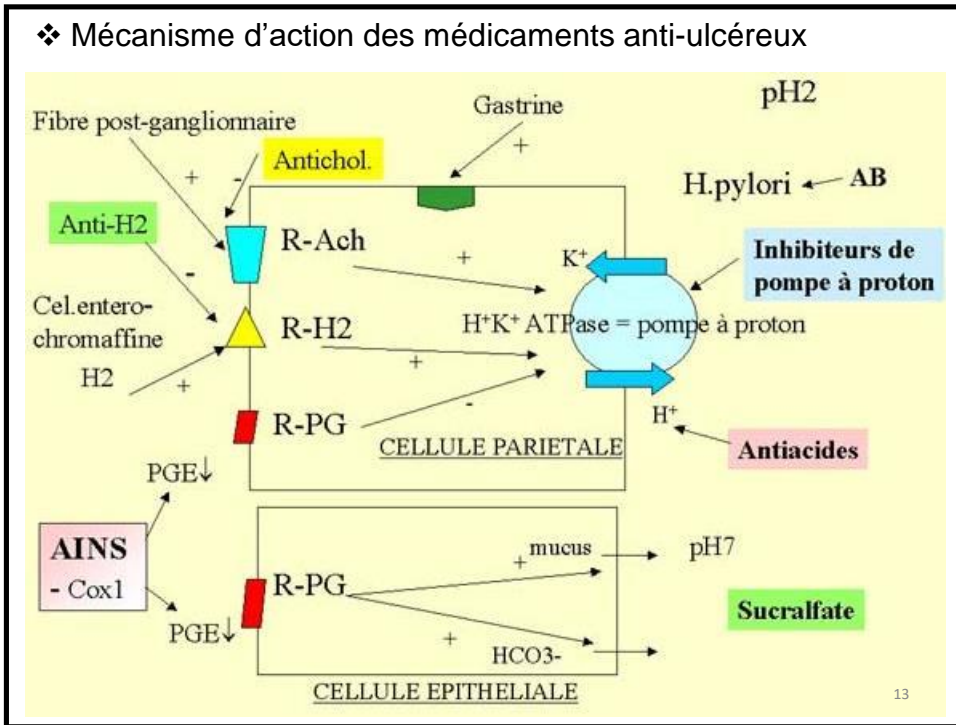 ❖ Mécanisme d'action des médicaments anti-ulcéreux
pH2
Gastrine
Fibre post-ganglionnaire
+
Antichol.
+
-
H.pylori
AB
Anti-H2
R-Ach
+
K+
Inhibiteurs de
pompe à proton
-
Cel.entero-
chromaffine
R-H2
H+K+ ATPase = pompe à proton
H2
+
+
R-PG
-
H+
CELLULE PARIETALE
Antiacides
PGE↓
AINS
- Cox1
mucus
+
pH7
R-PG
Sucralfate
PGE↓
+
HCO3-
CELLULE EPITHELIALE
13